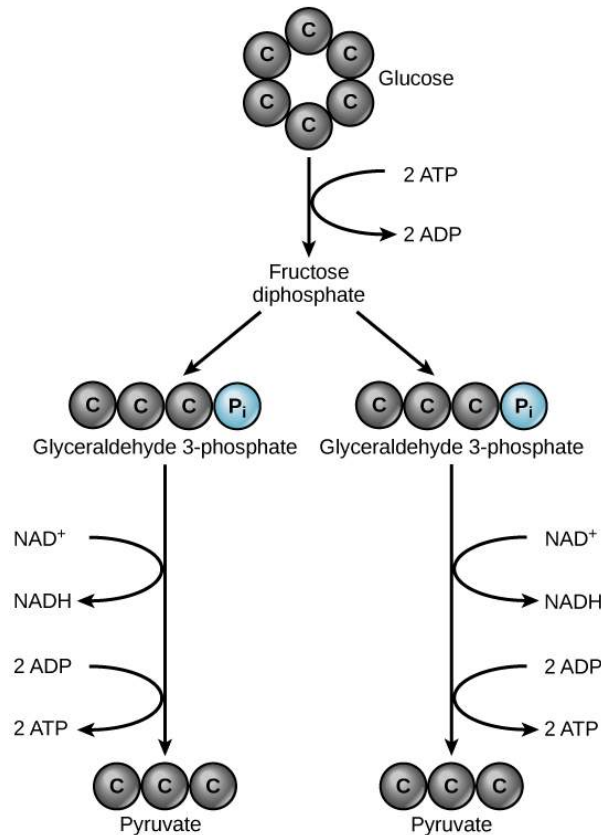 C
C
C
Glucose
C
C
C
2 ATP
2 ADP
Fructose
diphosphate
C C C Pi
C C C Pi
Glyceraldehyde 3-phosphate
Glyceraldehyde 3-phosphate
NAD⁺
NAD⁺
NADH
NADH
2 ADP
2 ADP
2 ATP
2 ATP
C C C
C C C
Pyruvate
Pyruvate